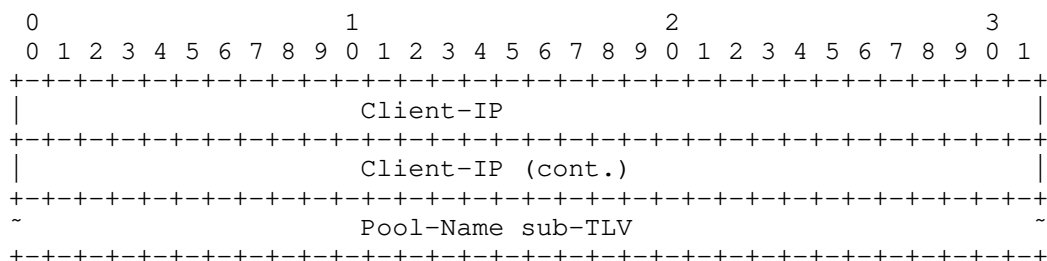 0                   1                   2                   3
 0 1 2 3 4 5 6 7 8 9 0 1 2 3 4 5 6 7 8 9 0 1 2 3 4 5 6 7 8 9 0 1
+-+-+-+-+-+-+-+-+-+-+-+-+-+-+-+-+-+-+-+-+-+-+-+-+-+-+-+-+-+-+-+-+
|                     Client-IP                                 |
+-+-+-+-+-+-+-+-+-+-+-+-+-+-+-+-+-+-+-+-+-+-+-+-+-+-+-+-+-+-+-+-+
|                     Client-IP (cont.)                         |
+-+-+-+-+-+-+-+-+-+-+-+-+-+-+-+-+-+-+-+-+-+-+-+-+-+-+-+-+-+-+-+-+
~                     Pool-Name sub-TLV                         ~
+-+-+-+-+-+-+-+-+-+-+-+-+-+-+-+-+-+-+-+-+-+-+-+-+-+-+-+-+-+-+-+-+